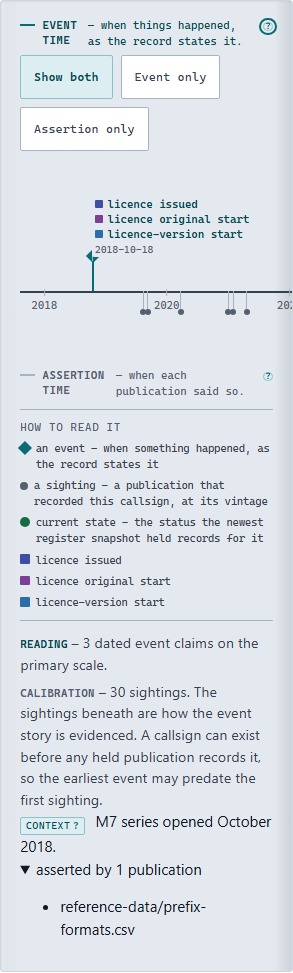 EVENT TIME – when things happened, as the record states it. ?
Show both
Event only
Assertion only
licence issued
licence original start
licence-version start
2018-10-18
2018
2020
ASSERTION TIME – when each publication said so. ?
HOW TO READ IT
an event – when something happened, as
the record states it
a sighting – a publication that
recorded this callsign, at its vintage
current state – the status the newest
register snapshot held records for it
licence issued
licence original start
licence-version start
READING – 3 dated event claims on the
primary scale.
CALIBRATION – 30 sightings. The
sightings beneath are how the event
story is evidenced. A callsign can exist
before any held publication records it,
so the earliest event may predate the
first sighting.
CONTEXT ? M7 series opened October
2018.
▼ asserted by 1 publication
• reference-data/prefix-
formats.csv